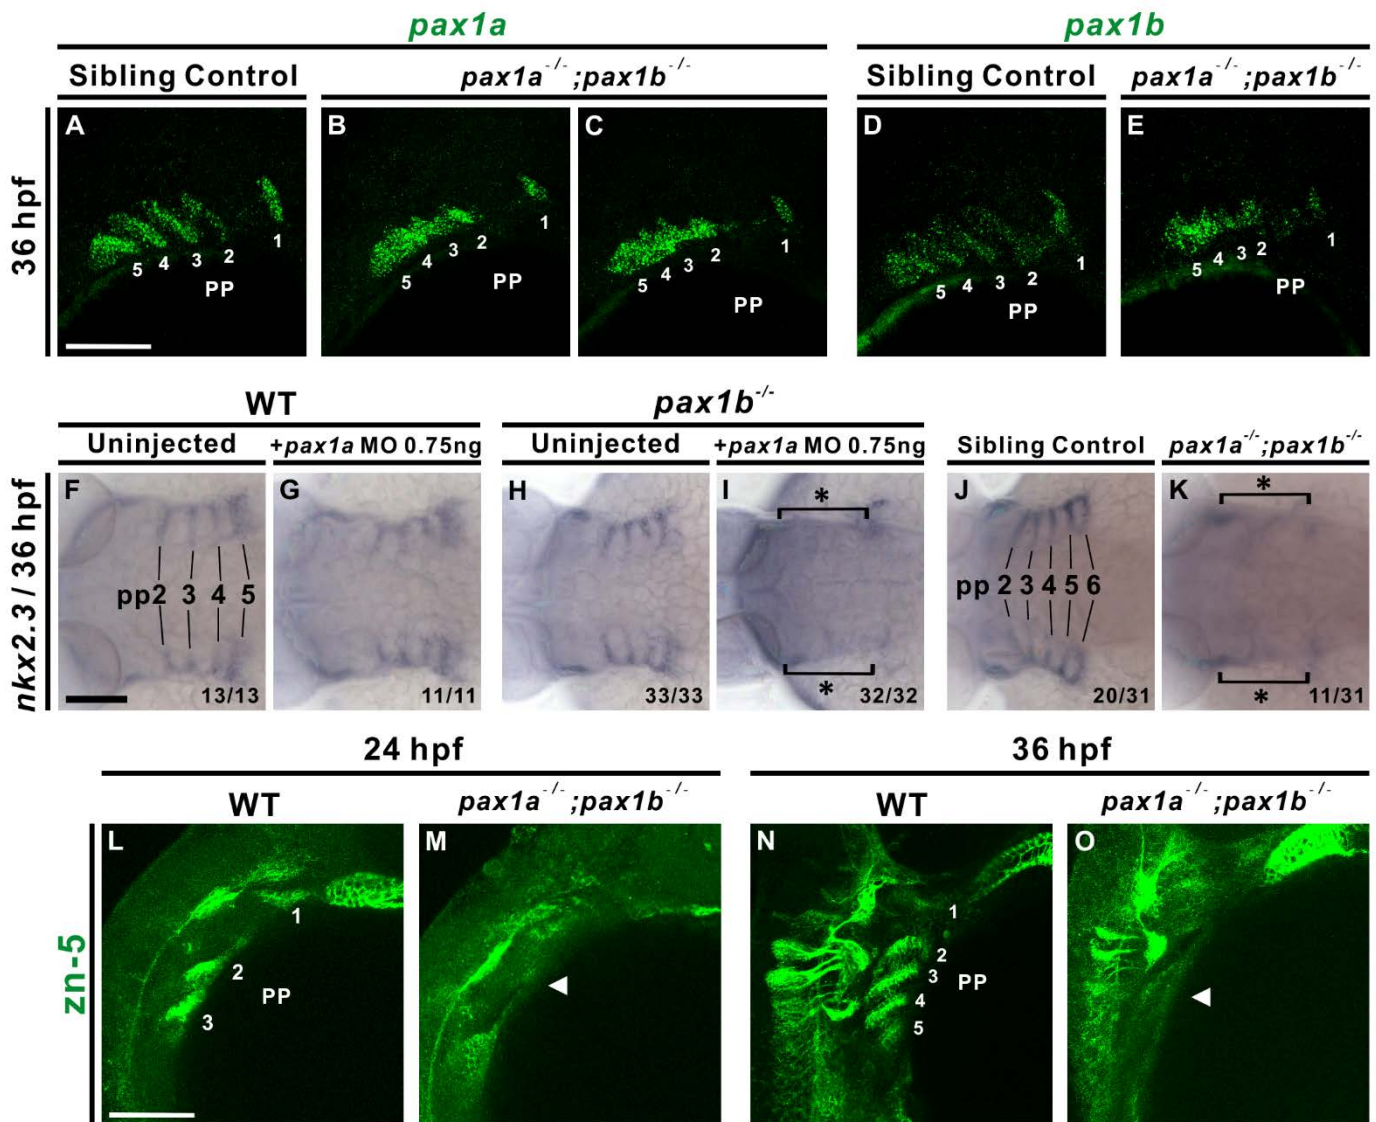 pax1a
pax1b
Sibling Control
pax1a-/-;pax1b-/-
Sibling Control
pax1a-/-;pax1b-/-
36 hpf
A
B
C
D
E
5 4 3 2 1
PP
5 4 3 2 1
PP
5 4 3 2 1
PP
5 4 3 2 1
PP
5 4 3 2 1
PP
WT
pax1b-/-
Uninjected
+pax1a MO 0.75ng
Uninjected
+pax1a MO 0.75ng
Sibling Control
pax1a-/-;pax1b-/-
nkx2.3 / 36 hpf
F
pp2 3 4 5
13/13
G
11/11
H
33/33
I
*
*
32/32
J
pp 2 3 4 5 6
20/31
K
*
*
11/31
24 hpf
36 hpf
WT
pax1a-/-;pax1b-/-
WT
pax1a-/-;pax1b-/-
zn-5
L
1
2
PP
3
M
N
1
2
3
PP
4
5
O